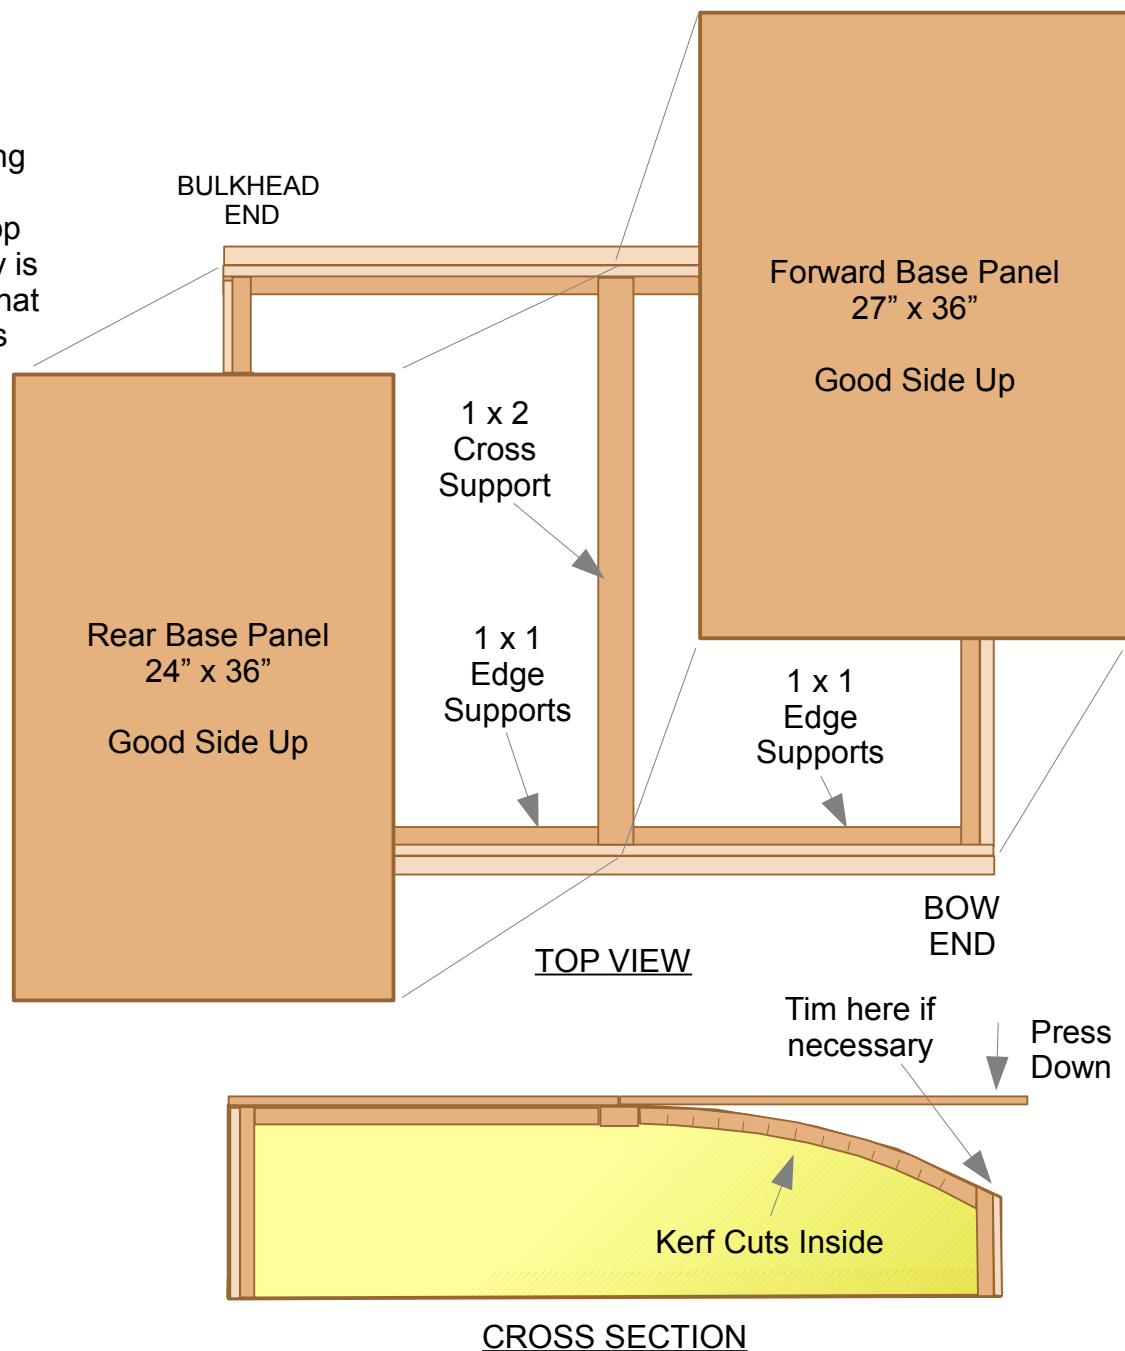 BULKHEAD
END
is
Forward Base Panel
27” x 36”
Good Side Up
1 x 2
Cross
Support
Rear Base Panel
24” x 36”
Good Side Up
1 x 1
Edge
Supports
1 x 1
Edge
Supports
BOW
END
TOP VIEW
Tim here if
necessary
Press
Down
Kerf Cuts Inside
CROSS SECTION